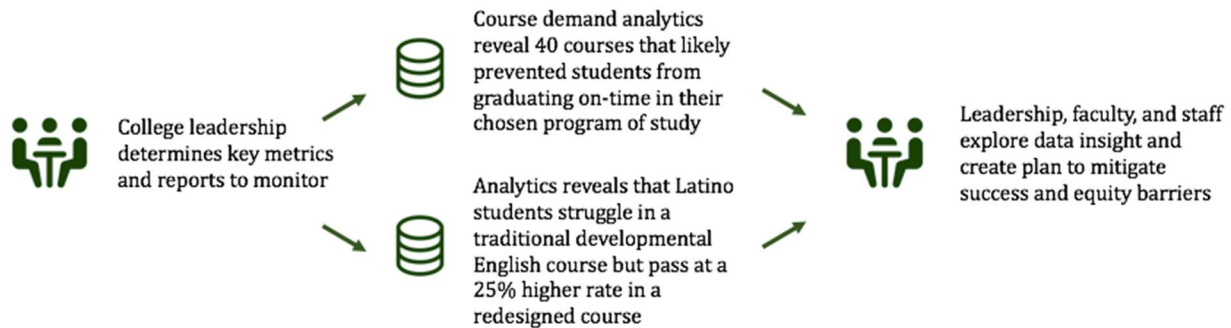 College leadership
determines key metrics
and reports to monitor
Course demand analytics
reveal 40 courses that likely
prevented students from
graduating on-time in their
chosen program of study
Analytics reveals that Latino
students struggle in a
traditional developmental
English course but pass at a
25% higher rate in a
redesigned course
Leadership, faculty, and staff
explore data insight and
create plan to mitigate
success and equity barriers